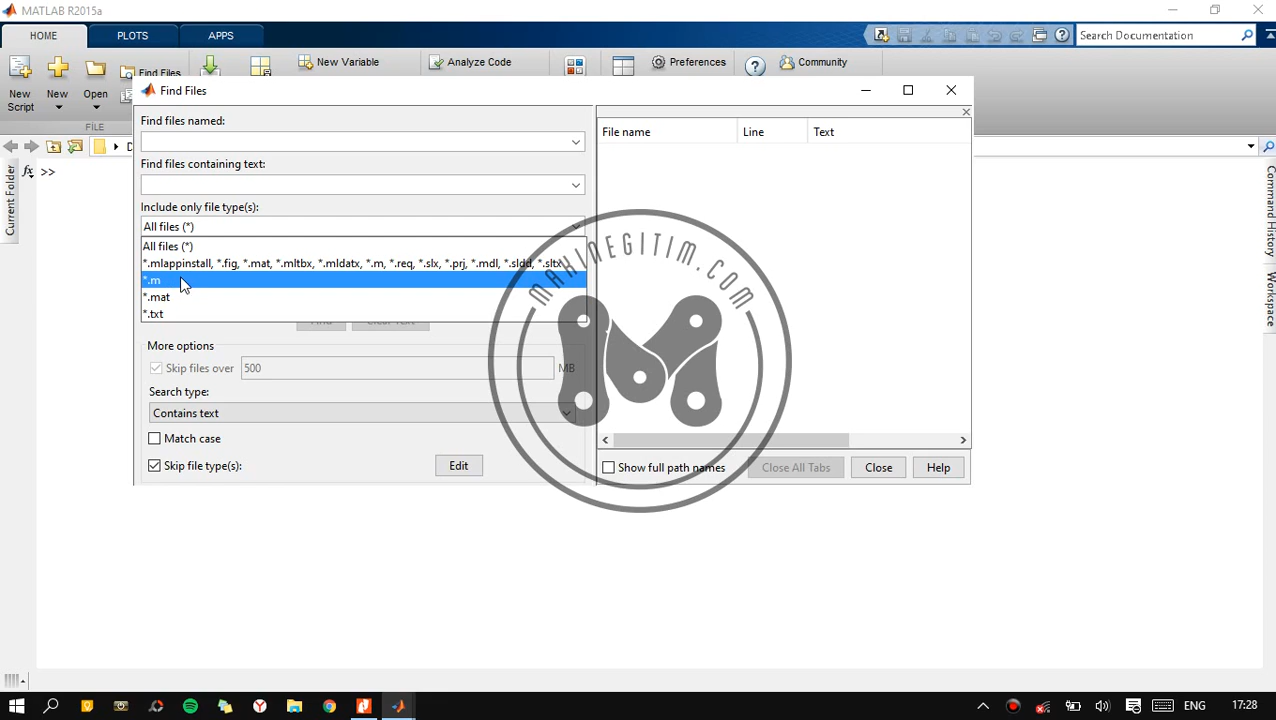 MATLAB R2015a
HOME PLOTS APPS
Search Documentation
New Variable Analyze Code Preferences Community
Find Files
New Script New Open
FILE
Find Files
Find files named:
Find files containing text:
Include only file type(s):
All files (*)
All files (*)
*.mlappinstall, *.fig, *.mat, *.mltbx, *.mldatx, *.m, *.req, *.slx, *.prj, *.mdl, *.sldd, *.sltx
*.m
*.mat
*.txt
Find Clear Text
More options
Skip files over 500 MB
Search type:
Contains text
Match case
Skip file type(s): Edit
File name Line Text
Show full path names Close All Tabs Close Help
Current Folder
fx >>
Command History
Workspace
MAKINEGITIM.COM
ENG 17:28